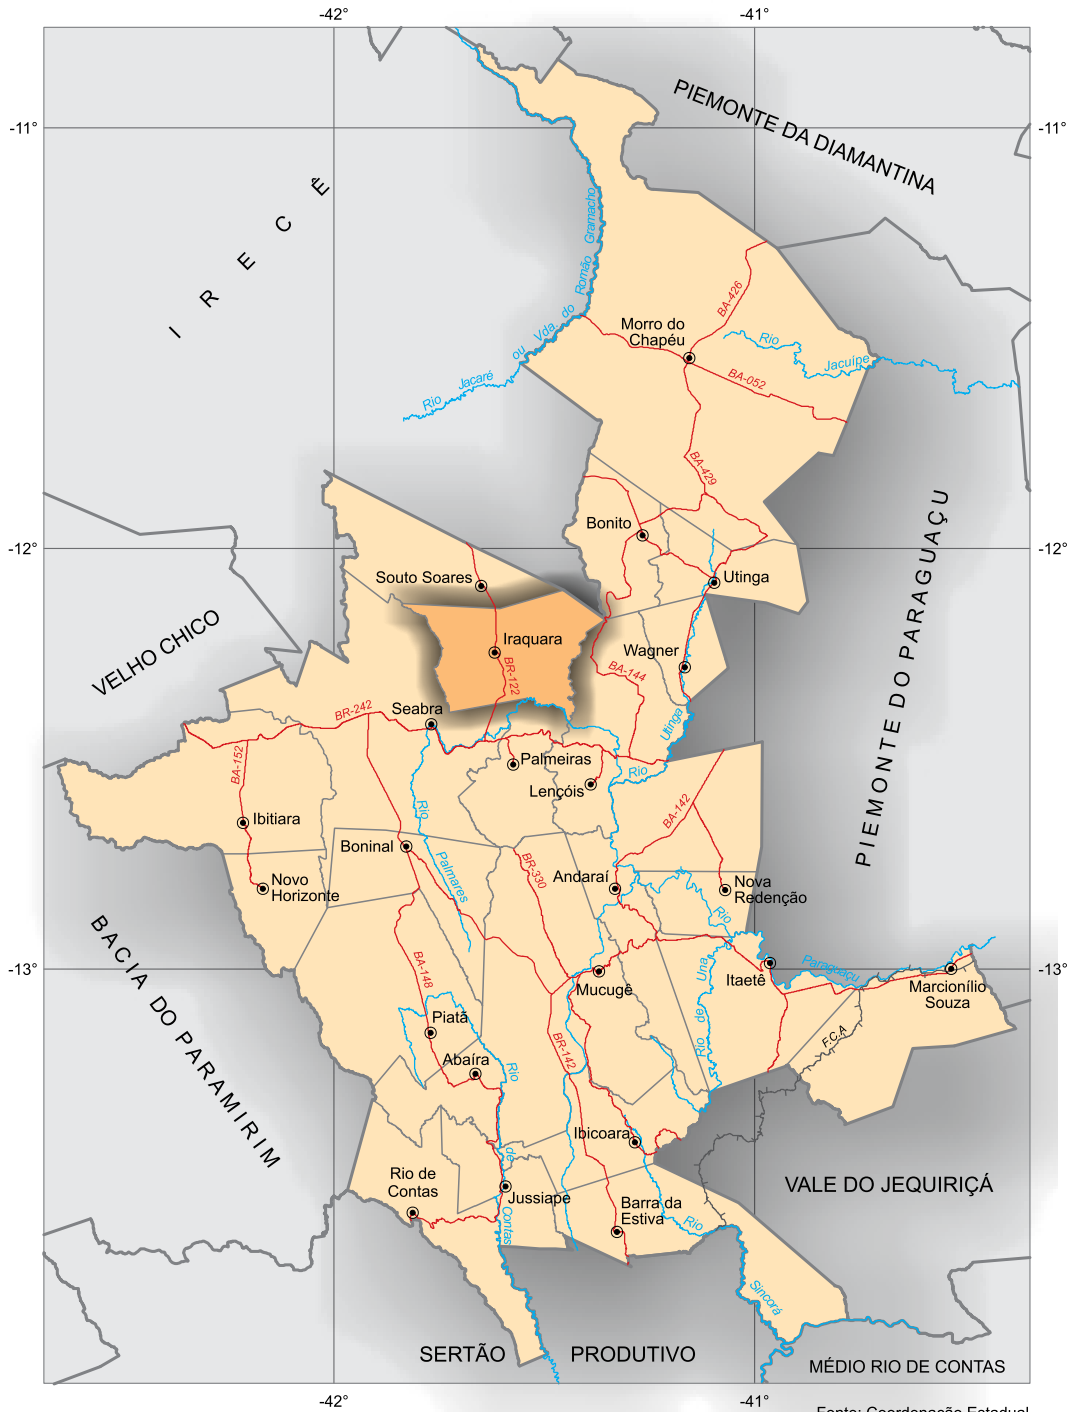 -42°
-41°
PIEMONTE DA DIAMANTINA
-11°
-11°
IRECÊ
Rio Jacaré ou Vda. do Romão Gramacho
BA-426
Morro do
Chapéu
Rio Jacuípe
BA-052
BA-429
Bonito
-12°
-12°
Souto Soares
Utinga
Iraquara
BR-122
Wagner
BA-144
VELHO CHICO
PIEMONTE DO PARAGUAÇU
Seabra
BR-242
Utinga
Rio
BA-152
Palmeiras
Lençóis
BA-142
Ibitiara
Rio Palmares
Boninal
BR-330
Andaraí
Novo
Horizonte
Nova
Redenção
Rio
Paraguaçu
BACIA DO PARAMIRIM
BA-148
-13°
-13°
Mucugê
Itaetê
Marcionílio
Souza
Rio de Una
Piatã
F.C.A
Abaíra
BR-142
Rio
de
Contas
Ibicoara
Rio de
Contas
Jussiape
Barra da
Estiva
Rio
Sincorá
VALE DO JEQUIRIÇÁ
SERTÃO PRODUTIVO
MÉDIO RIO DE CONTAS
-42°
-41°
Fonte: Coordenação Estadual